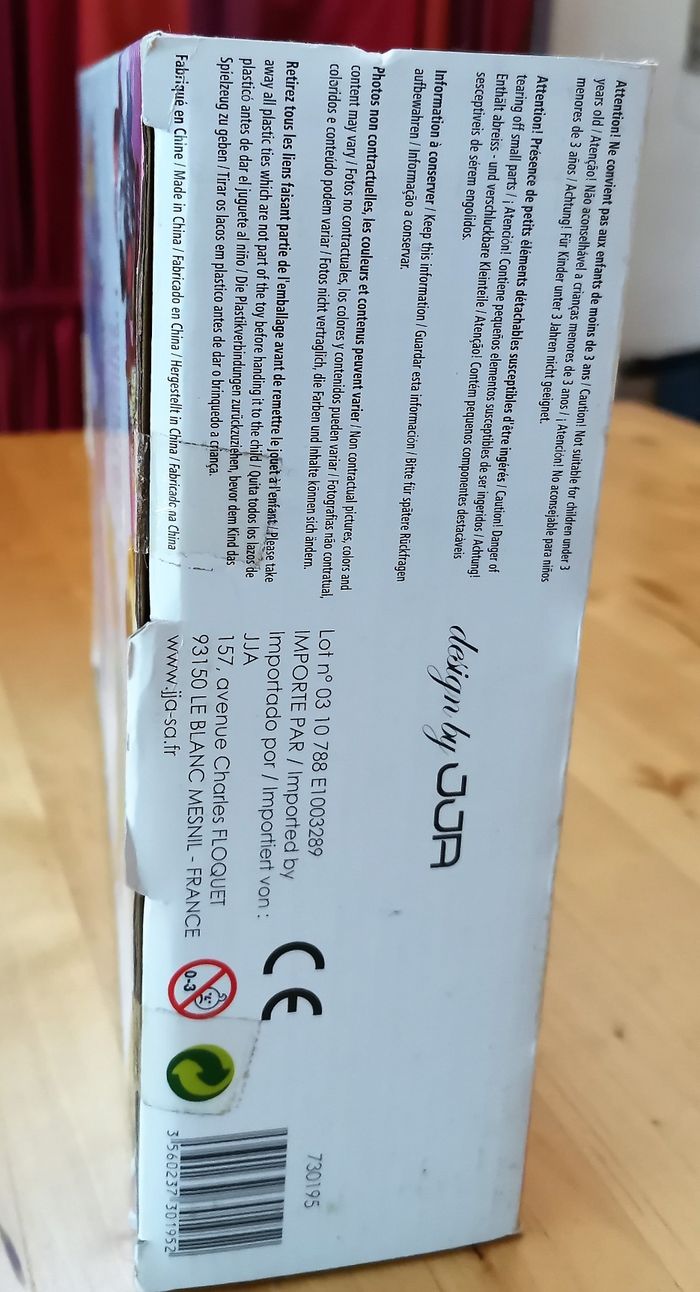 Attention! Ne convient pas aux enfants de moins de 3 ans / Caution! Not suitable for children under 3
years old / Atenção! Não aconselhável a crianças menores de 3 anos / ¡ Atención! No aconsejable para niños
menores de 3 años / Achtung! Für Kinder unter 3 Jahren nicht geeignet.
Attention! Présence de petits éléments détachables susceptibles d'être ingérés / Caution! Danger of
tearing off small parts / ¡ Atención! Contiene pequeños elementos susceptibles de ser ingeridos / Achtung!
Enthält abreiss - und verschluckbare Kleinteile / Atenção! Contém pequenos componentes destacáveis
sesceptiveis de sérem engolidos.
Information à conserver / Keep this information / Guardar esta información / Bitte für spätere Rückfragen
aufbewahren / Informação a conservar.
Photos non contractuelles, les couleurs et contenus peuvent varier / Non contractual pictures, colors and
content may vary / Fotos no contractuales, los colores y contenidos pueden variar / Fotografias não contratual,
coloridos e conteúdo podem variar / Fotos nicht vertraglich, die Farben und Inhalte können sich ändern.
Retirez tous les liens faisant partie de l'emballage avant de remettre le jouet à l'enfant. / Please take
away all plastic ties which are not part of the toy before handing it to the child / Quita todos los lazos de
plasticó antes de dar el juguete al niño / Die Plastikverbindungen zurückzuziehen, bevor dem Kind das
Spielzeug zu geben / Tirar os lacos em plastico antes de dar o brinquedo a criança.
Fabriqué en Chine / Made in China / Fabricado en China / Hergestellt in China / Fabricado na China
design by JJA
Lot n° 03 10 788 E1003289
IMPORTE PAR / Imported by
Importado por / Importiert von :
JJA
157, avenue Charles FLOQUET
93150 LE BLANC MESNIL - FRANCE
www.jja-sa.fr
CE
0-3
730195
3 560237 301952